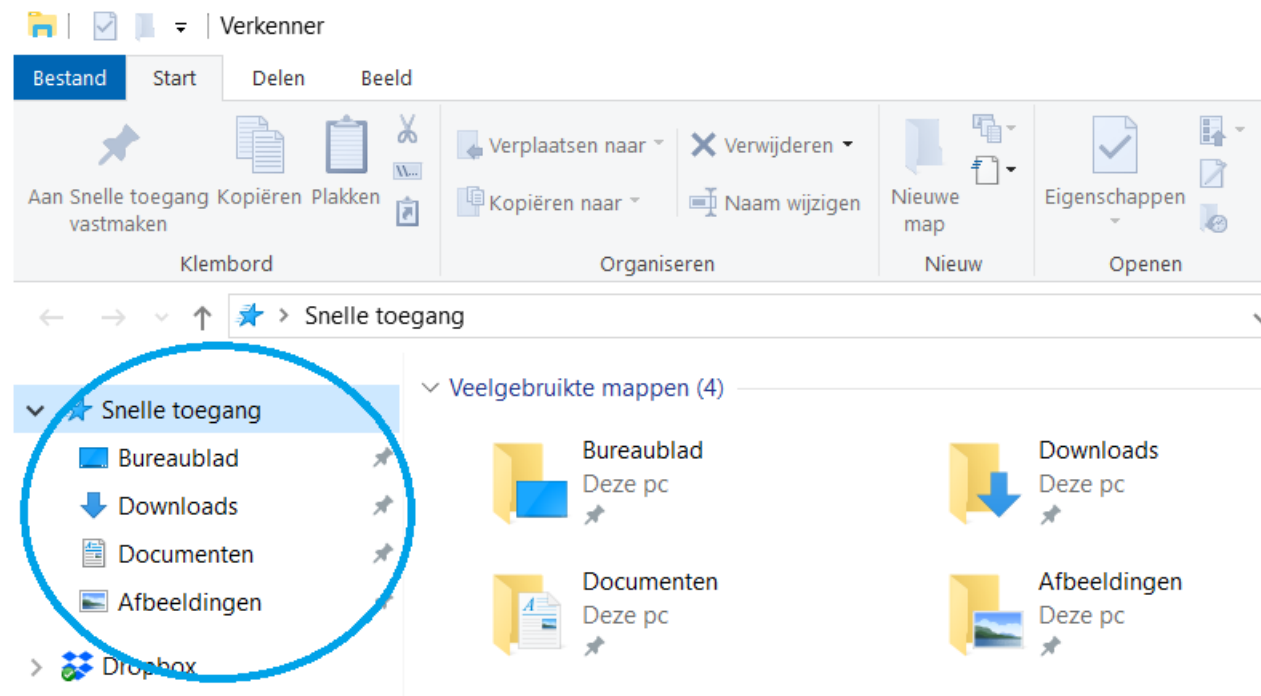 Verkenner
Bestand Start Delen Beeld
Verplaatsen naar Verwijderen
Aan Snelle toegang Kopiëren Plakken Kopiëren naar Naam wijzigen Nieuwe Eigenschappen
vastmaken map
Klembord Organiseren Nieuw Openen
Snelle toegang
Veelgebruikte mappen (4)
Snelle toegang
Bureaublad
Downloads
Documenten
Afbeeldingen
Dropbox
Bureaublad Downloads
Deze pc Deze pc
Documenten Afbeeldingen
Deze pc Deze pc